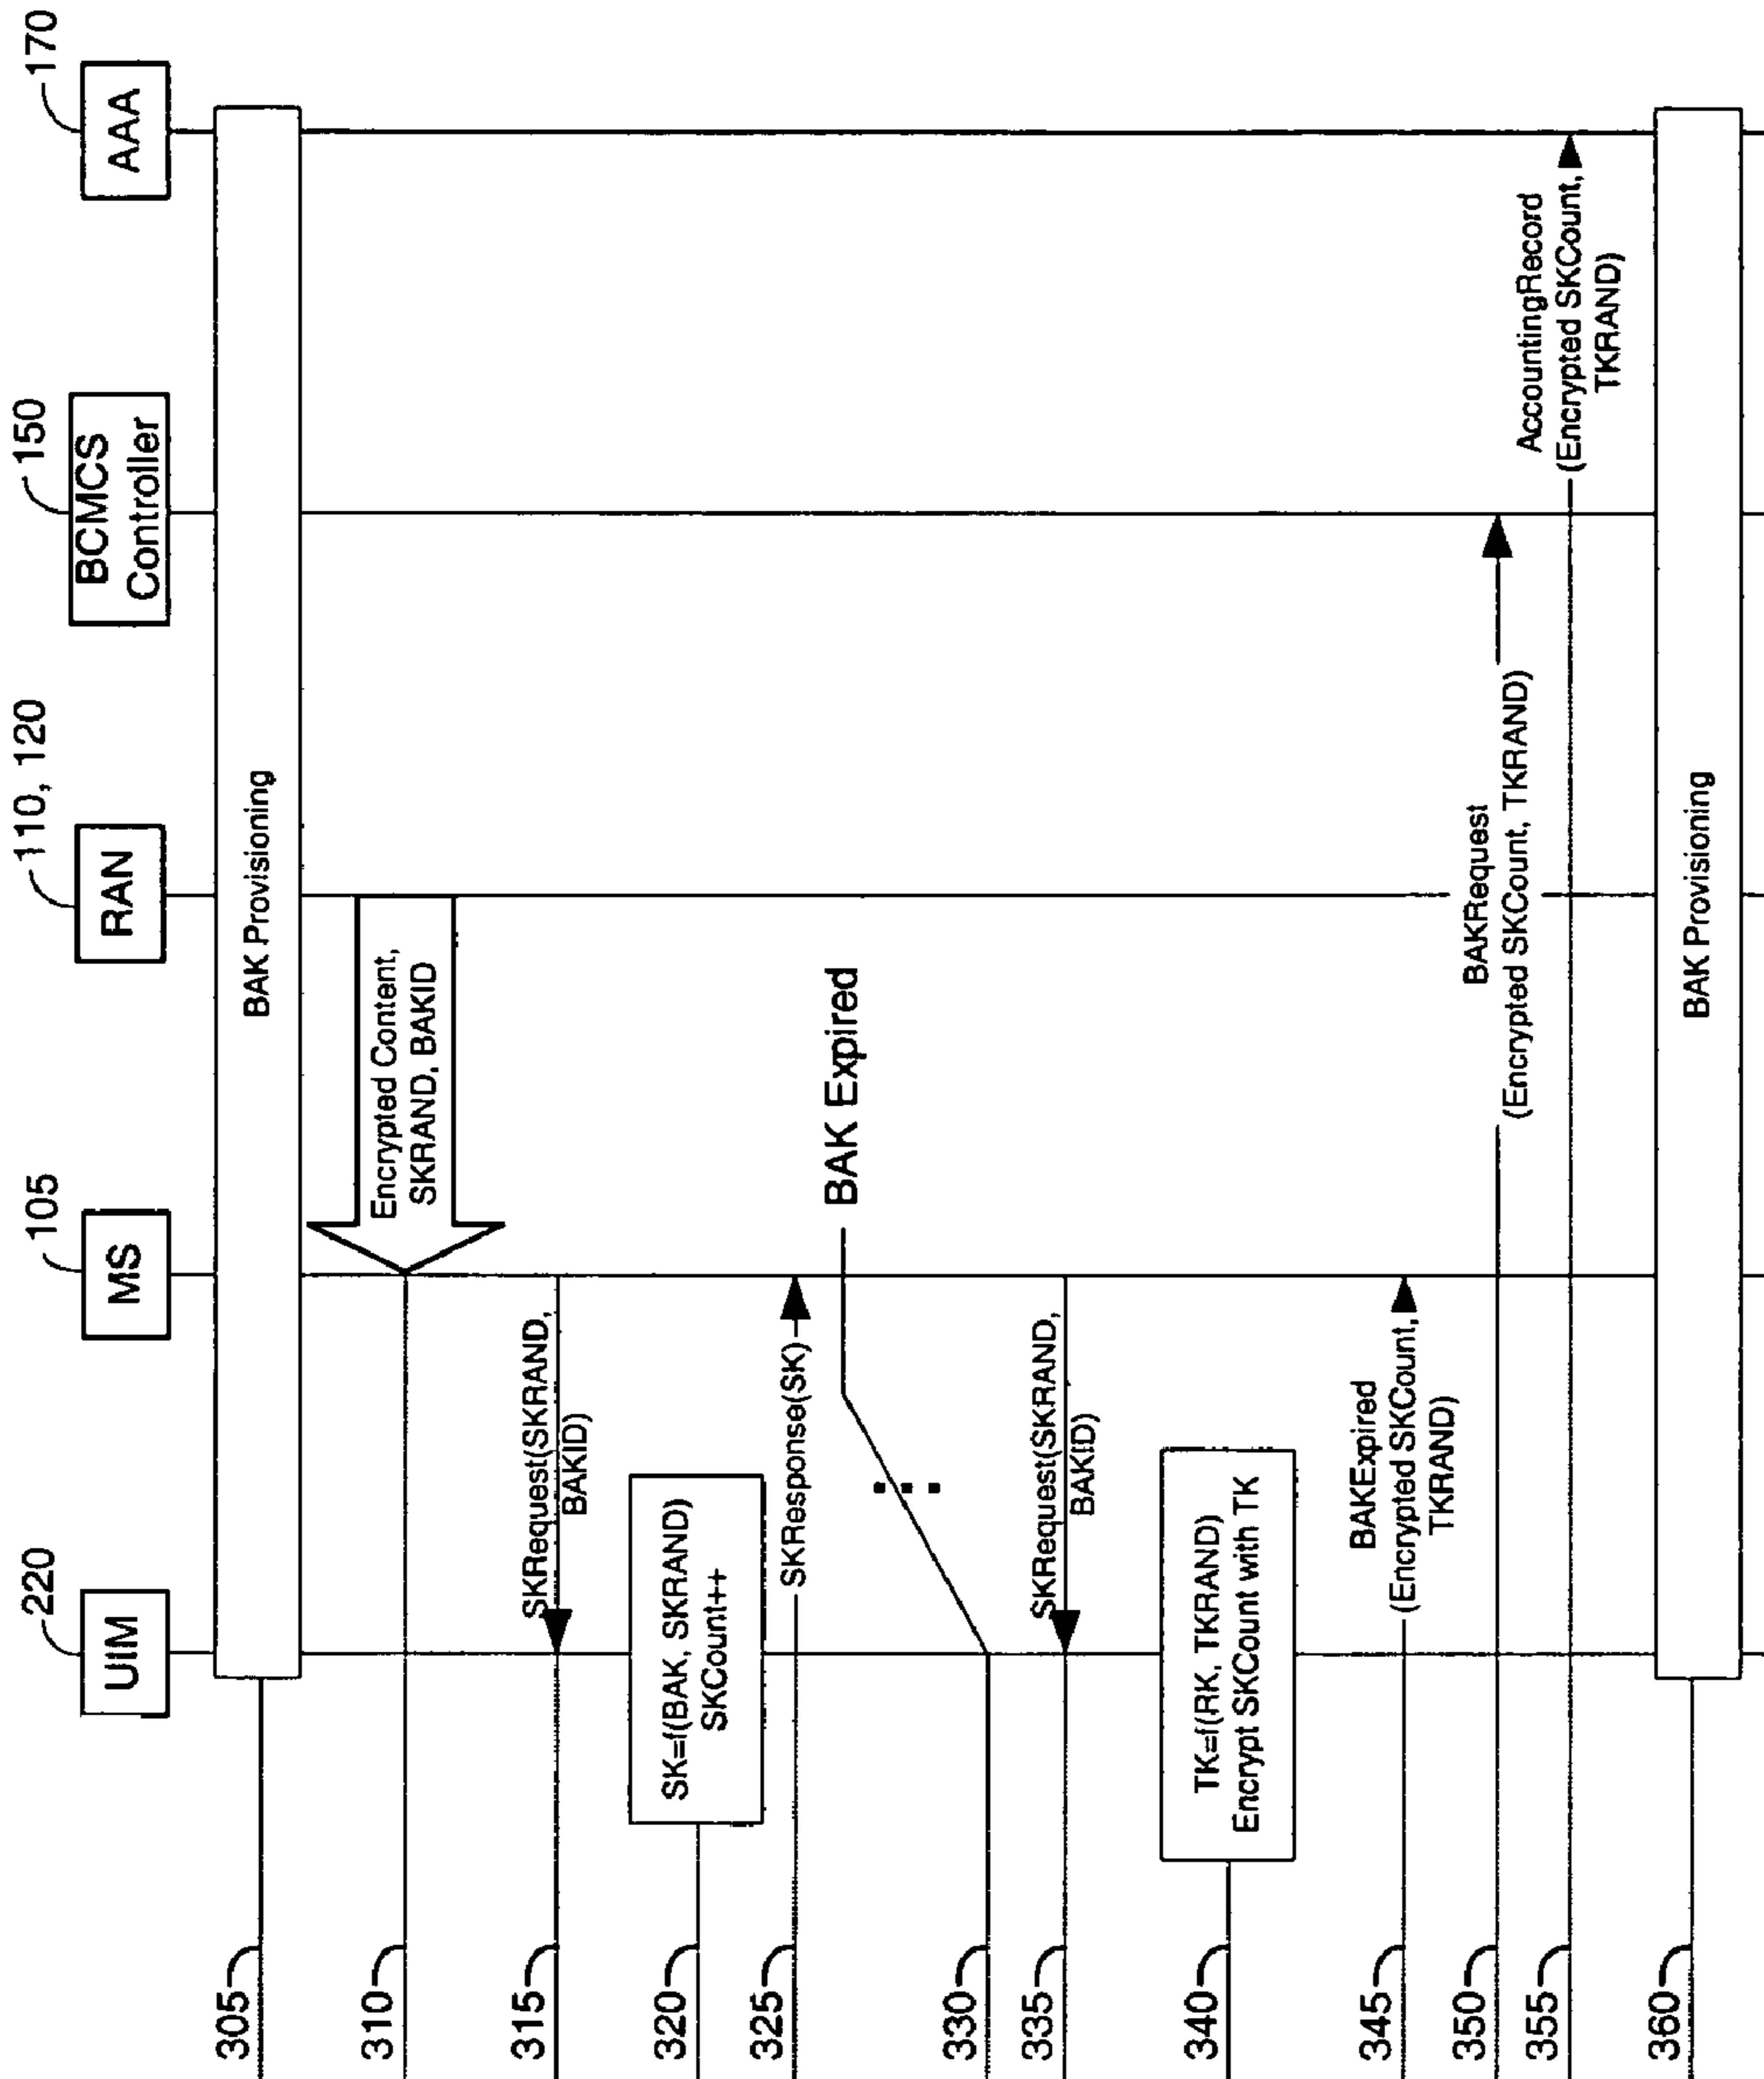 220
UIM
105
MS
110, 120
RAN
150
BCMCS
Controller
170
AAA
305
BAK Provisioning
310
Encrypted Content,
SKRAND, BAKID
315
SKRequest(SKRAND,
BAKID)
320
SK=f(BAK, SKRAND)
SKCount++
325
SKResponse(SK)
BAK Expired
330
335
SKRequest(SKRAND,
BAKID)
340
TK=f(RK, TKRAND)
Encrypt SKCount with TK
345
BAKExpired
(Encrypted SKCount,
TKRAND)
350
BAKRequest
(Encrypted SKCount, TKRAND)
355
AccountingRecord
(Encrypted SKCount,
TKRAND)
360
BAK Provisioning